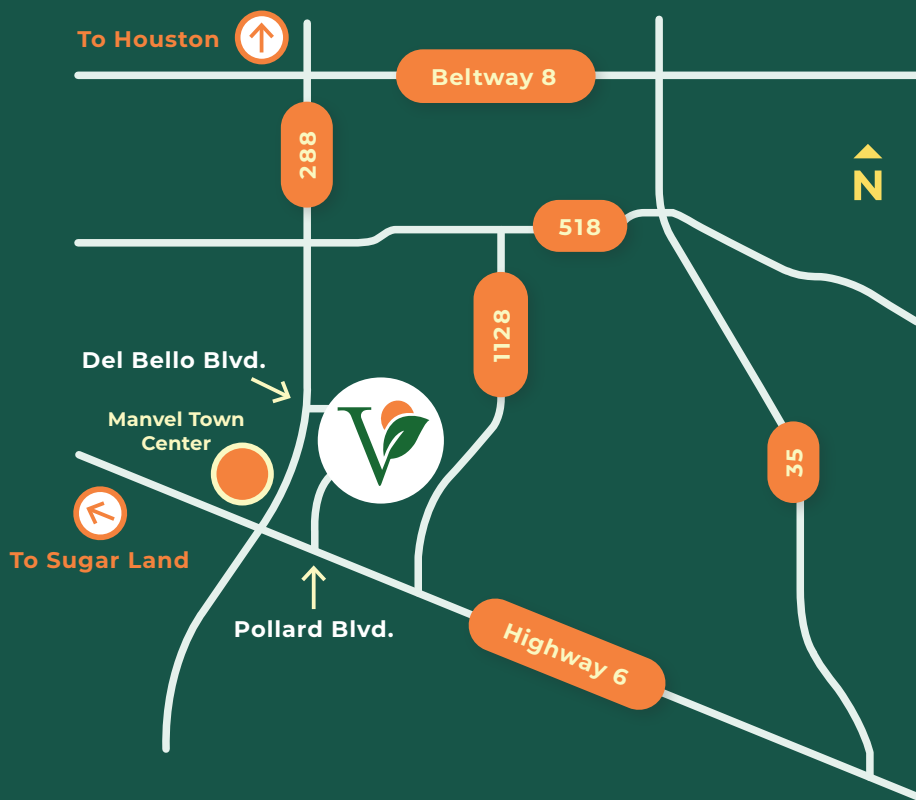 To Houston
Beltway 8
288
N
518
1128
Del Bello Blvd.
Manvel Town
Center
V
35
To Sugar Land
Pollard Blvd.
Highway 6